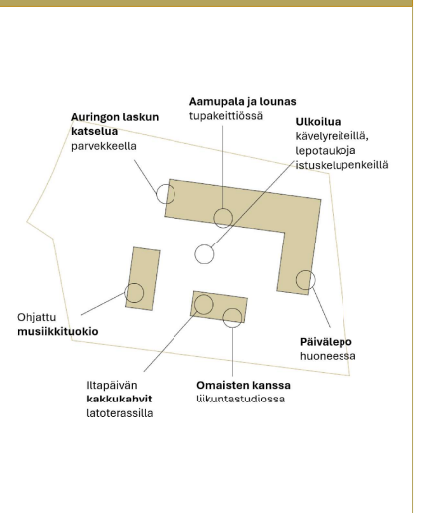 Aamupala ja lounas
tupakeittiössä
Auringon laskun
katselua
parvekkeella
Ulkoilua
kävelyreiteillä,
lepotaukoja
istuskelupenkeillä
Ohjattu
musiikkituokio
Päivälepo
huoneessa
Iltapäivän
kakkukahvit
latoterassilla
Omaisten kanssa
liikuntastudiossa